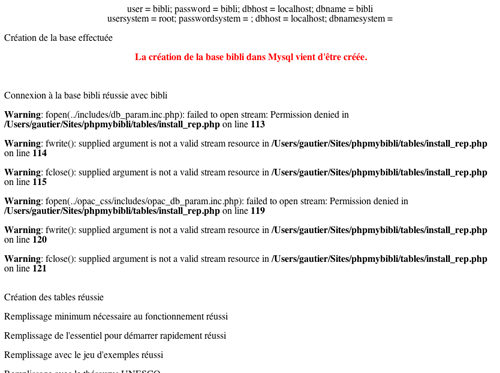 user = bibli; password = bibli; dbhost = localhost; dbname = bibli
usersystem = root; passwordsystem = ; dbhost = localhost; dbnamesystem =
Création de la base effectuée
La création de la base bibli dans Mysql vient d'être créée.
Connexion à la base bibli réussie avec bibli
Warning: fopen(../includes/db_param.inc.php): failed to open stream: Permission denied in
/Users/gautier/Sites/phpmybibli/tables/install_rep.php on line 113
Warning: fwrite(): supplied argument is not a valid stream resource in /Users/gautier/Sites/phpmybibli/tables/install_rep.php
on line 114
Warning: fclose(): supplied argument is not a valid stream resource in /Users/gautier/Sites/phpmybibli/tables/install_rep.php
on line 115
Warning: fopen(../opac_css/includes/opac_db_param.inc.php): failed to open stream: Permission denied in
/Users/gautier/Sites/phpmybibli/tables/install_rep.php on line 119
Warning: fwrite(): supplied argument is not a valid stream resource in /Users/gautier/Sites/phpmybibli/tables/install_rep.php
on line 120
Warning: fclose(): supplied argument is not a valid stream resource in /Users/gautier/Sites/phpmybibli/tables/install_rep.php
on line 121
Création des tables réussie
Remplissage minimum nécessaire au fonctionnement réussi
Remplissage de l'essentiel pour démarrer rapidement réussi
Remplissage avec le jeu d'exemples réussi
Remplissage avec le thésaurus UNESCO